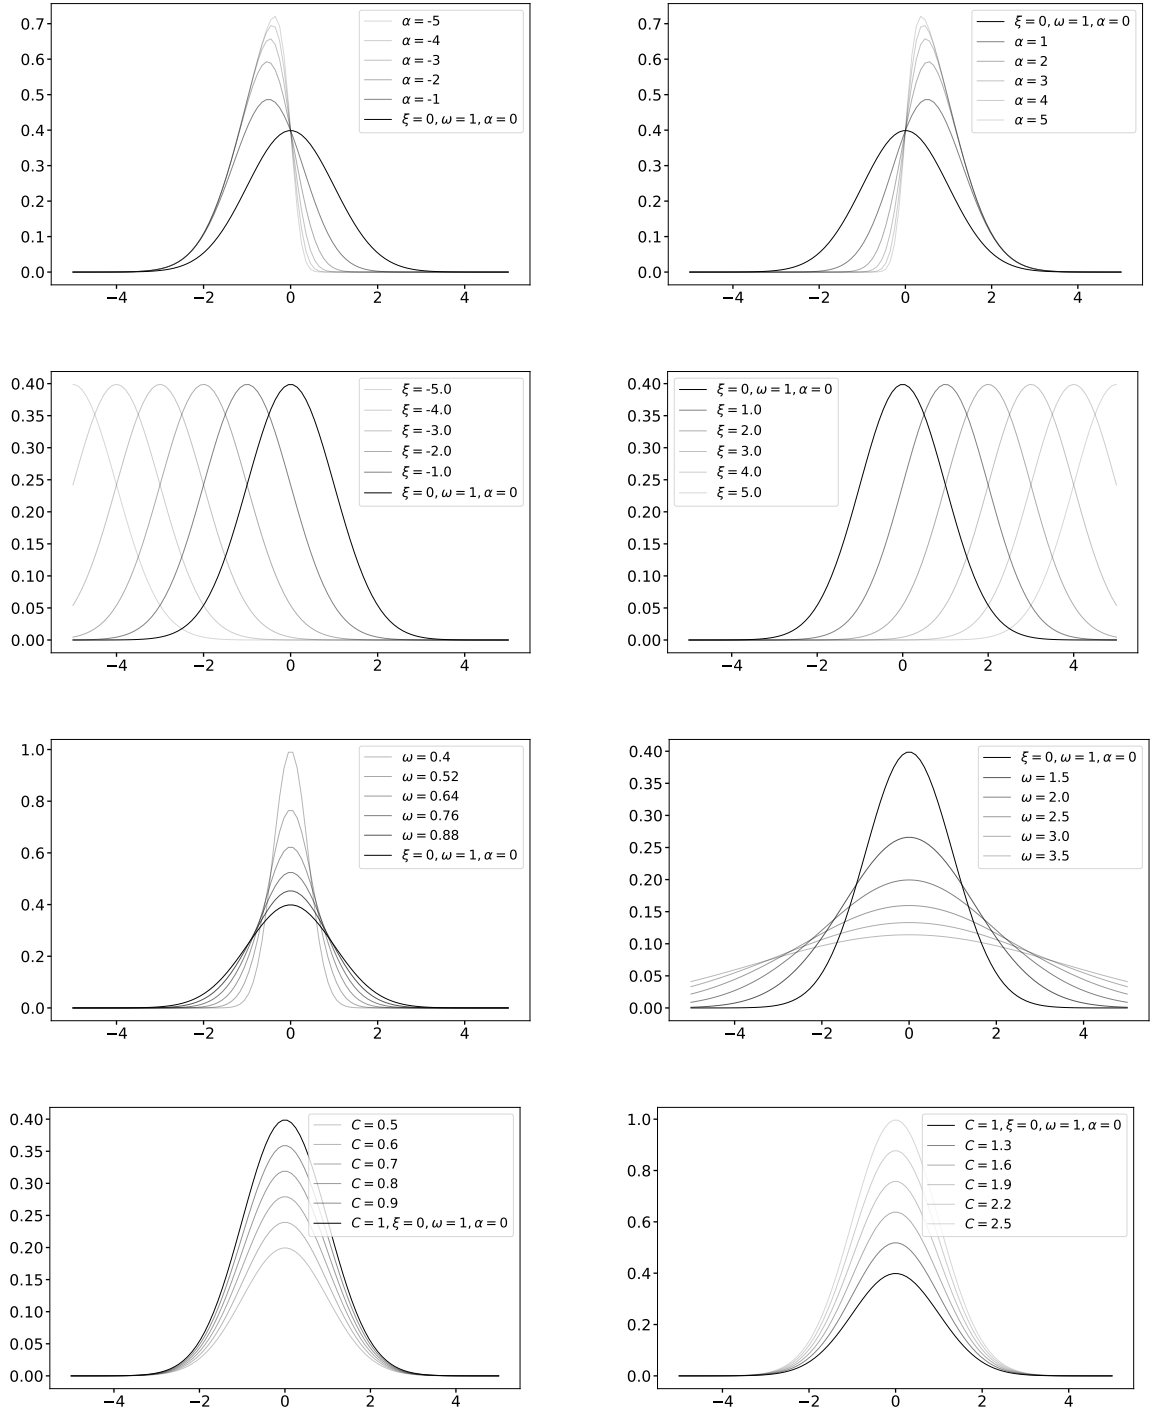 0.7
0.6
0.5
0.4
0.3
0.2
0.1
0.0
−4
−2
0
2
4
α = -5
α = -4
α = -3
α = -2
α = -1
ξ = 0, ω = 1, α = 0
0.7
0.6
0.5
0.4
0.3
0.2
0.1
0.0
−4
−2
0
2
4
ξ = 0, ω = 1, α = 0
α = 1
α = 2
α = 3
α = 4
α = 5
0.40
0.35
0.30
0.25
0.20
0.15
0.10
0.05
0.00
−4
−2
0
2
4
ξ = -5.0
ξ = -4.0
ξ = -3.0
ξ = -2.0
ξ = -1.0
ξ = 0, ω = 1, α = 0
0.40
0.35
0.30
0.25
0.20
0.15
0.10
0.05
0.00
−4
−2
0
2
4
ξ = 0, ω = 1, α = 0
ξ = 1.0
ξ = 2.0
ξ = 3.0
ξ = 4.0
ξ = 5.0
1.0
0.8
0.6
0.4
0.2
0.0
−4
−2
0
2
4
ω = 0.4
ω = 0.52
ω = 0.64
ω = 0.76
ω = 0.88
ξ = 0, ω = 1, α = 0
0.40
0.35
0.30
0.25
0.20
0.15
0.10
0.05
0.00
−4
−2
0
2
4
ξ = 0, ω = 1, α = 0
ω = 1.5
ω = 2.0
ω = 2.5
ω = 3.0
ω = 3.5
0.40
0.35
0.30
0.25
0.20
0.15
0.10
0.05
0.00
−4
−2
0
2
4
C = 0.5
C = 0.6
C = 0.7
C = 0.8
C = 0.9
C = 1, ξ = 0, ω = 1, α = 0
1.0
0.8
0.6
0.4
0.2
0.0
−4
−2
0
2
4
C = 1, ξ = 0, ω = 1, α = 0
C = 1.3
C = 1.6
C = 1.9
C = 2.2
C = 2.5